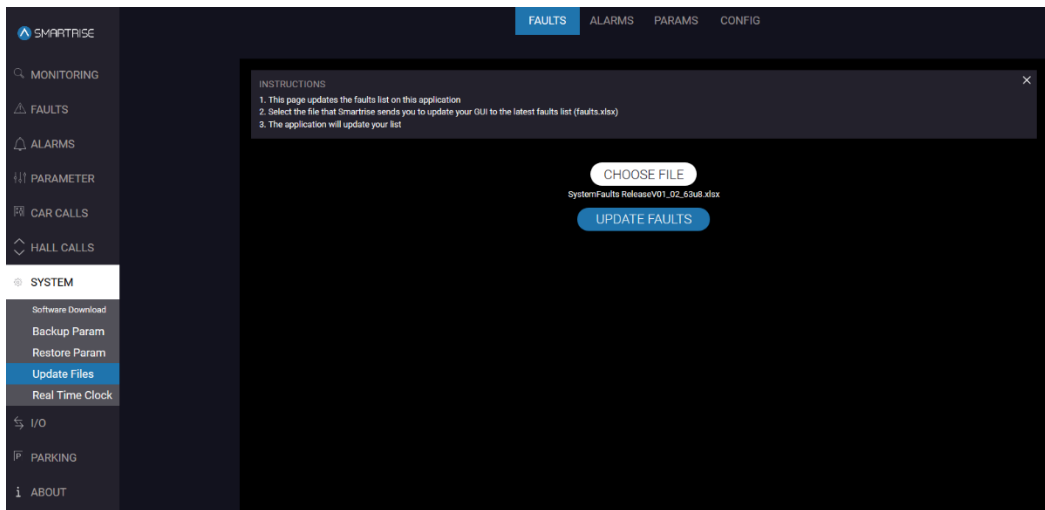 SMARTRISE
FAULTS
ALARMS
PARAMS
CONFIG
MONITORING
FAULTS
ALARMS
PARAMETER
CAR CALLS
HALL CALLS
SYSTEM
Software Download
Backup Param
Restore Param
Update Files
Real Time Clock
I/O
PARKING
ABOUT
INSTRUCTIONS
1. This page updates the faults list on this application
2. Select the file that Smartrise sends you to update your GUI to the latest faults list (faults.xlsx)
3. The application will update your list
CHOOSE FILE
SystemFaults ReleaseV01_02_63u8.xlsx
UPDATE FAULTS